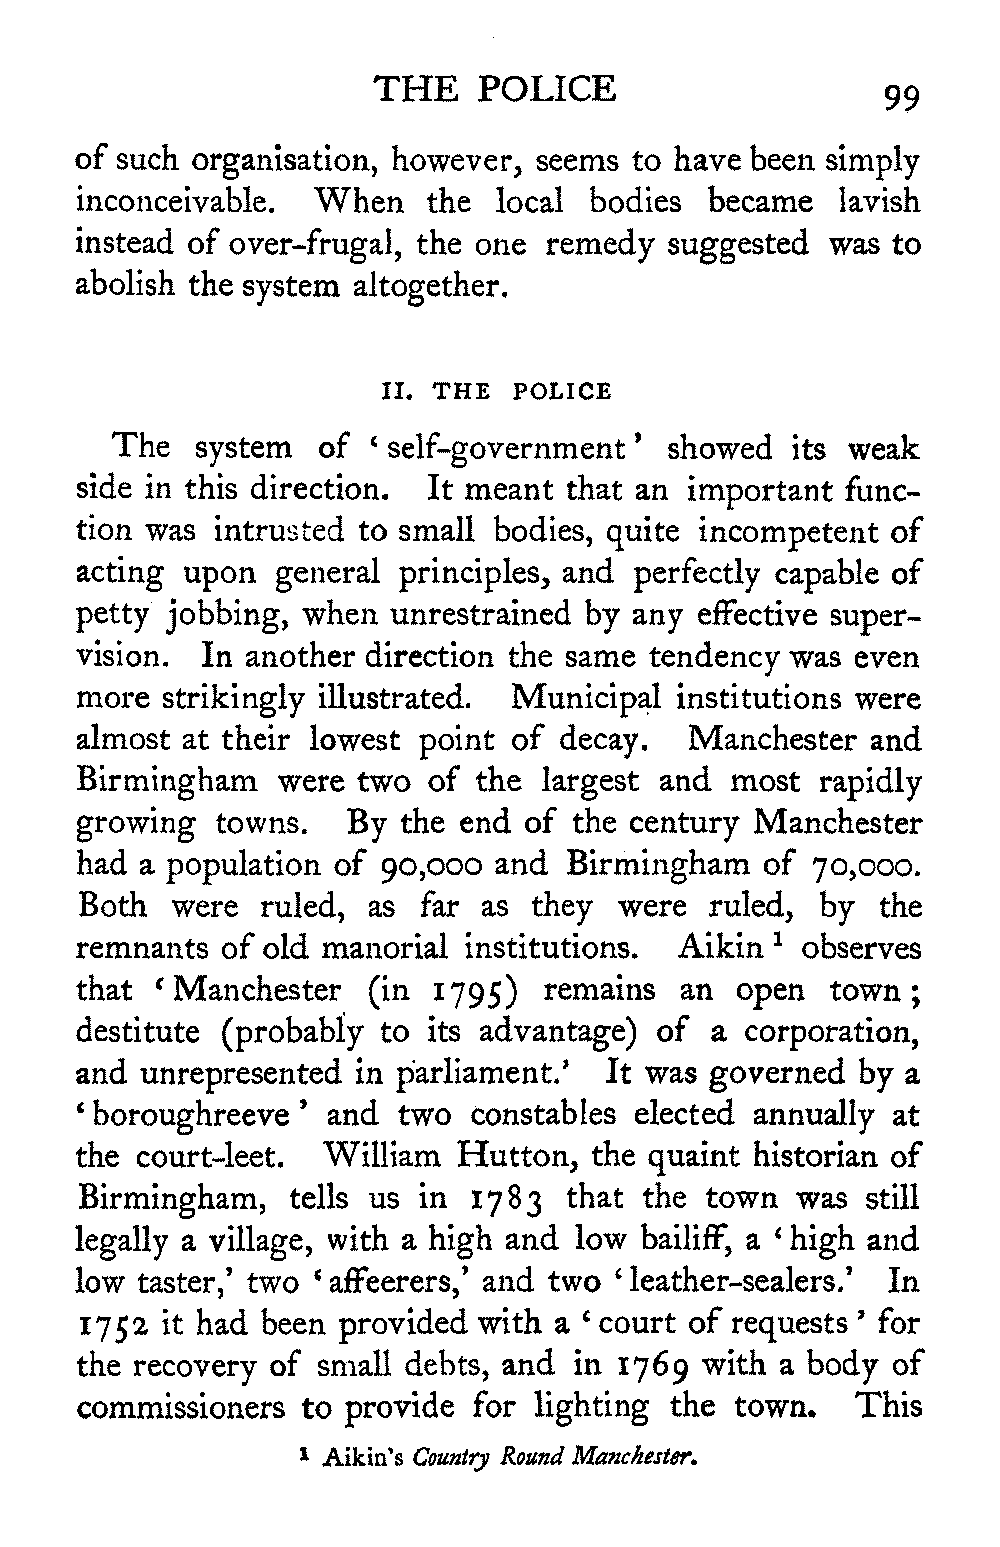 THE POLICE 99
of such organisation, however, seems to have been simply
inconceivable. When the local bodies became lavish
instead of over-frugal, the one remedy suggested was to
abolish the system altogether.
II. THE POLICE
The system of ‘self-government’ showed its weak
side in this direction. It meant that an important func-
tion was intrusted to small bodies, quite incompetent of
acting upon general principles, and perfectly capable of
petty jobbing, when unrestrained by any effective super-
vision. In another direction the same tendency was even
more strikingly illustrated. Municipal institutions were
almost at their lowest point of decay. Manchester and
Birmingham were two of the largest and most rapidly
growing towns. By the end of the century Manchester
had a population of 90,000 and Birmingham of 70,000.
Both were ruled, as far as they were ruled, by the
remnants of old manorial institutions. Aikin ¹ observes
that ‘Manchester (in 1795) remains an open town;
destitute (probably to its advantage) of a corporation,
and unrepresented in parliament.’ It was governed by a
‘boroughreeve’ and two constables elected annually at
the court-leet. William Hutton, the quaint historian of
Birmingham, tells us in 1783 that the town was still
legally a village, with a high and low bailiff, a ‘high and
low taster,’ two ‘affeerers,’ and two ‘leather-sealers.’ In
1752 it had been provided with a ‘court of requests’ for
the recovery of small debts, and in 1769 with a body of
commissioners to provide for lighting the town. This
¹ Aikin's Country Round Manchester.